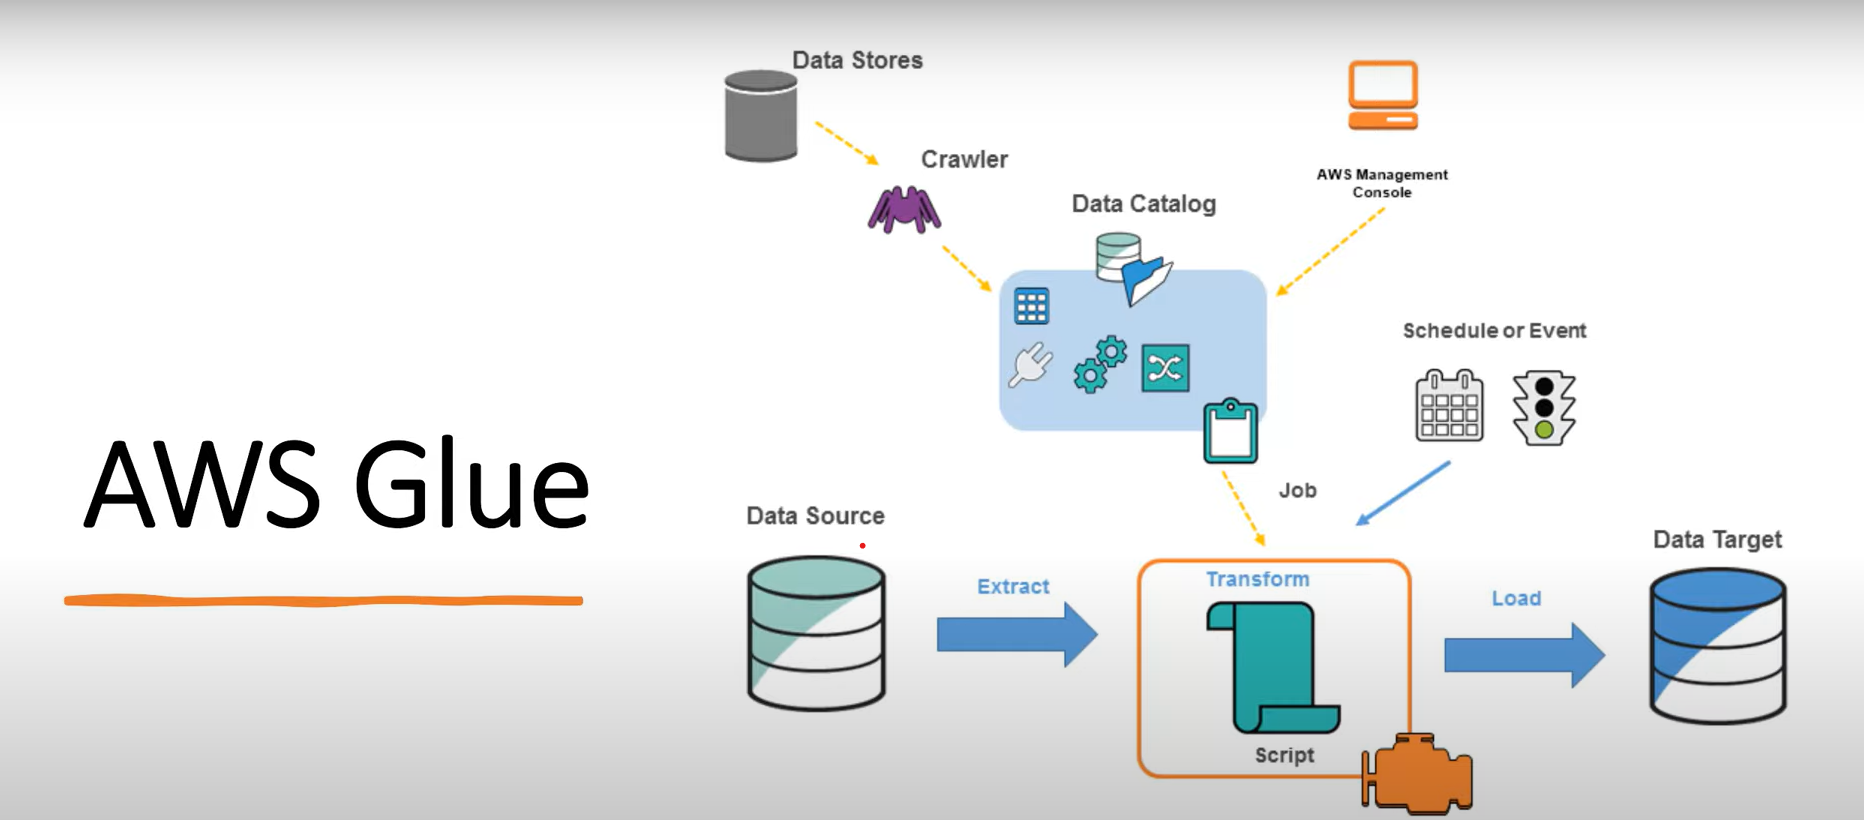 AWS Glue
Data Stores
Crawler
Data Catalog
AWS Management
Console
Schedule or Event
Job
Data Source
Extract
Transform
Script
Load
Data Target